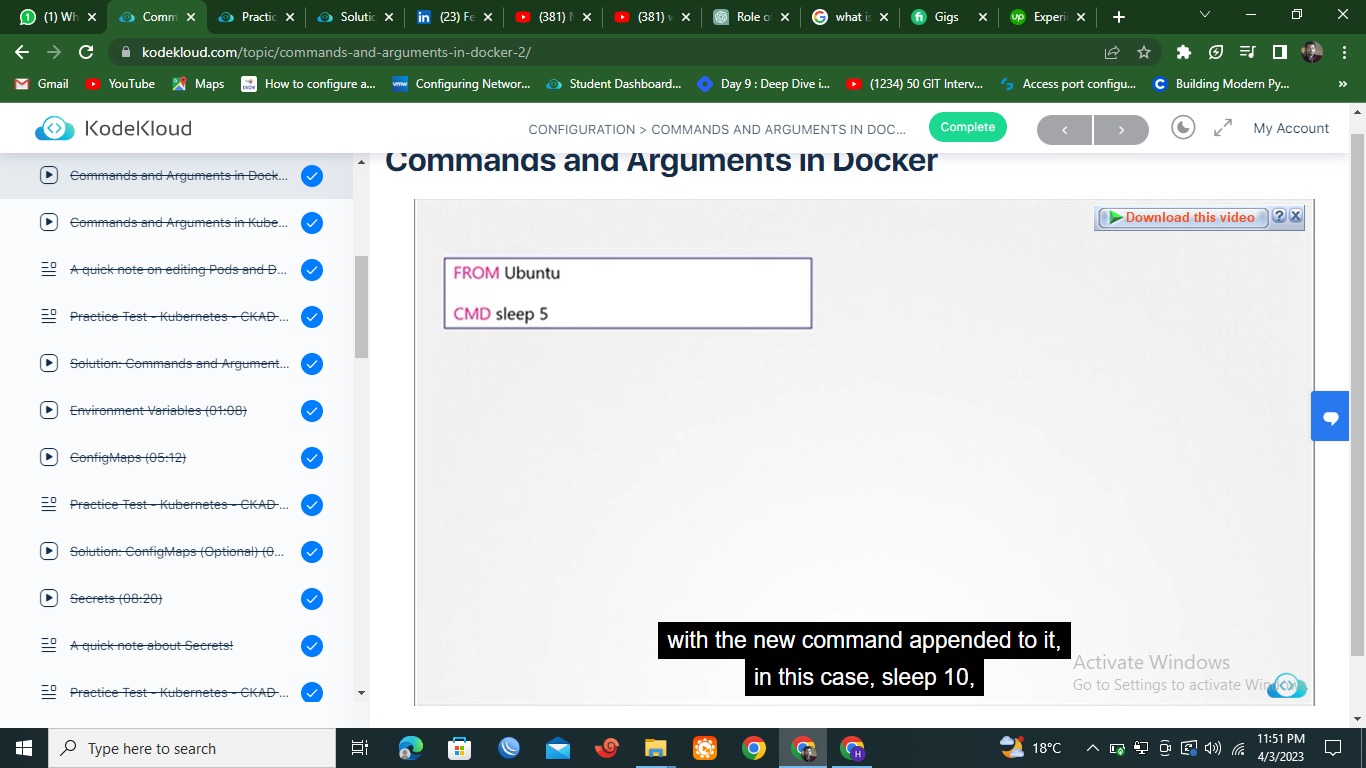 (1) Wh
Comm
Practic
Solutio
(23) Fe
(381) N
(381) v
Role o
what is
Gigs
Experi
kodekloud.com/topic/commands-and-arguments-in-docker-2/
Gmail
YouTube
Maps
How to configure a...
Configuring Networ...
Student Dashboard...
Day 9 : Deep Dive i...
(1234) 50 GIT Interv...
Access port configu...
Building Modern Py...
KodeKloud
CONFIGURATION > COMMANDS AND ARGUMENTS IN DOC...
Complete
My Account
Commands and Arguments in Dock...
Commands and Arguments in Kube...
A quick note on editing Pods and D...
Practice Test - Kubernetes - CKAD ...
Solution: Commands and Argument...
Environment Variables (01:08)
ConfigMaps (05:12)
Practice Test - Kubernetes - CKAD ...
Solution: ConfigMaps (Optional) (0...
Secrets (08:20)
A quick note about Secrets!
Practice Test - Kubernetes - CKAD ...
Commands and Arguments in Docker
Download this video
FROM Ubuntu
CMD sleep 5
with the new command appended to it,
in this case, sleep 10,
Activate Windows
Go to Settings to activate Windows.
Type here to search
18°C
11:51 PM
4/3/2023